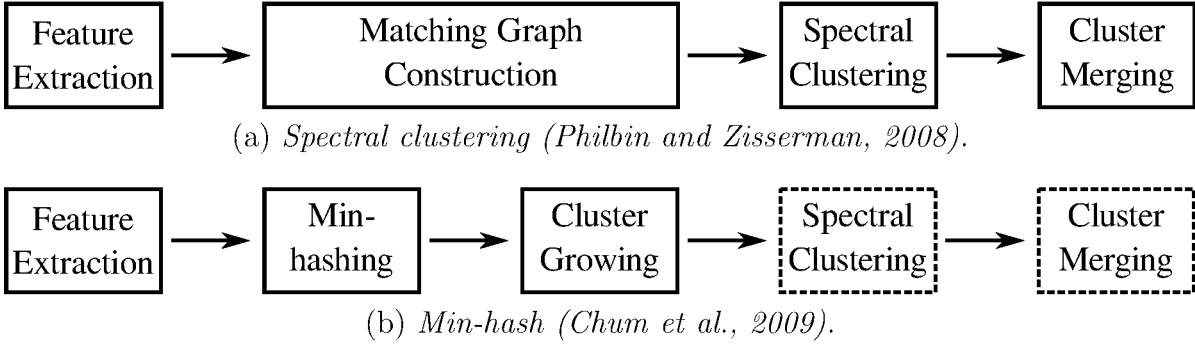 Feature
Extraction
Matching Graph
Construction
Spectral
Clustering
Cluster
Merging
(a) Spectral clustering (Philbin and Zisserman, 2008).
Feature
Extraction
Min-
hashing
Cluster
Growing
Spectral
Clustering
Cluster
Merging
(b) Min-hash (Chum et al., 2009).